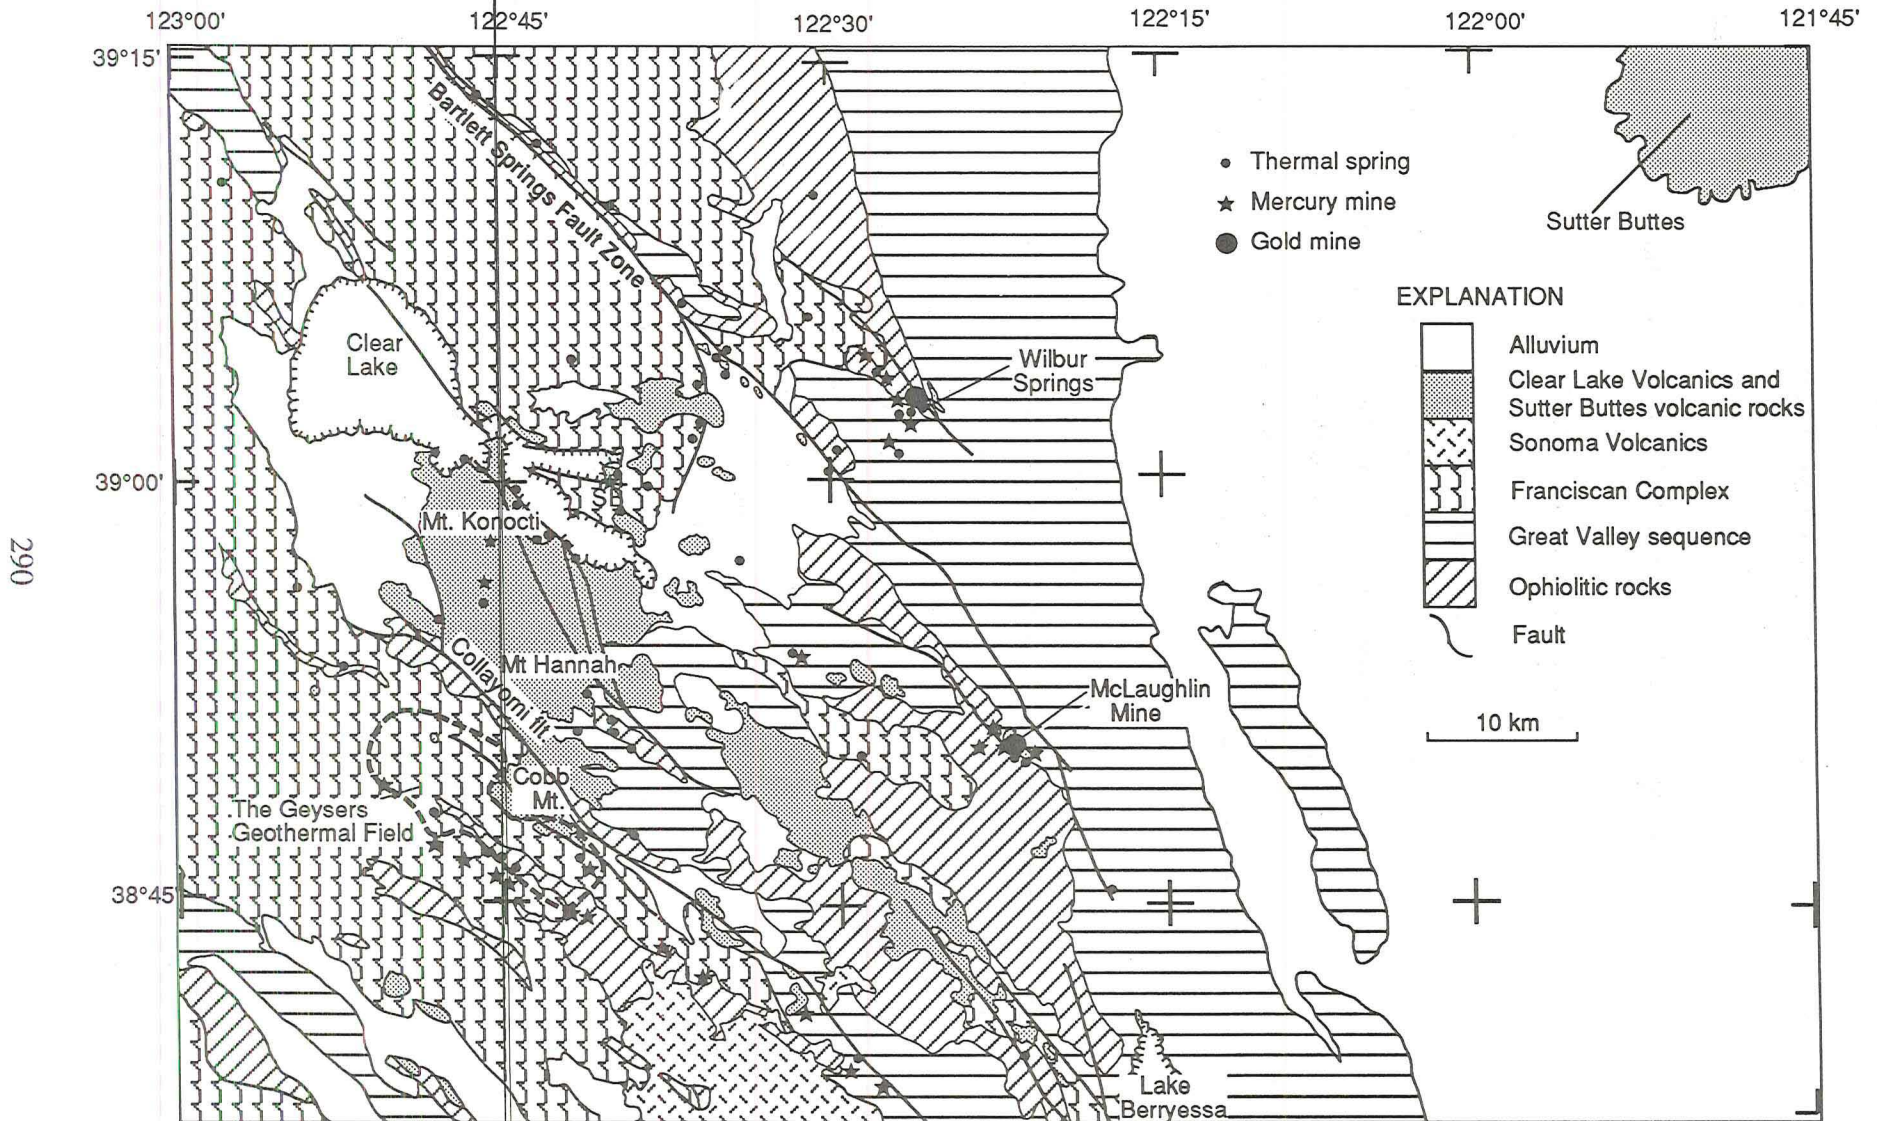 123°00' 122°45' 122°30' 122°15' 122°00' 121°45'
39°15'
Bartlett Springs Fault Zone
Thermal spring
Mercury mine
Gold mine
Sutter Buttes
EXPLANATION
Alluvium
Clear Lake Volcanics and
Sutter Buttes volcanic rocks
Sonoma Volcanics
Franciscan Complex
Great Valley sequence
Ophiolitic rocks
Fault
10 km
Clear
Lake
Wilbur
Springs
39°00'
SB
Mt. Konocti
290
Collayomi flt.
Mt Hannah
McLaughlin
Mine
Cobb
Mt.
The Geysers
Geothermal Field
38°45'
Lake
Berryessa